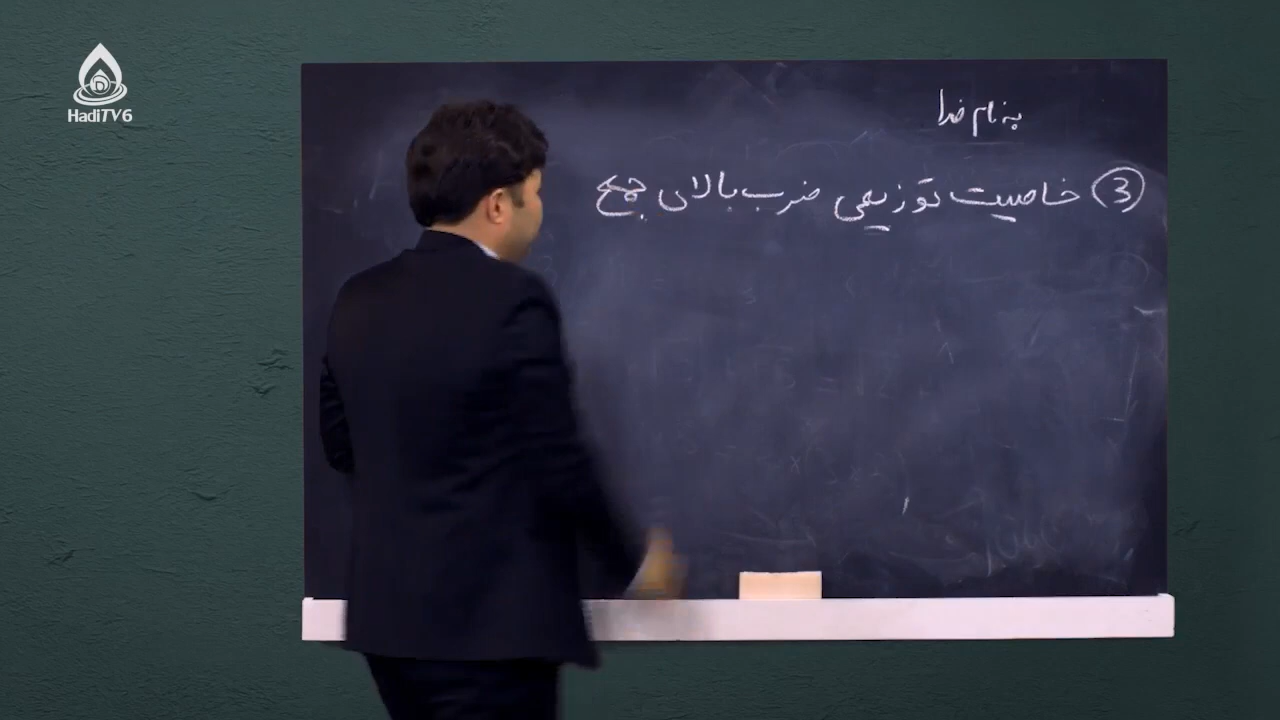 HadiTV6
به نام خدا
③ خاصیت توزیعی ضرب بالای جمع